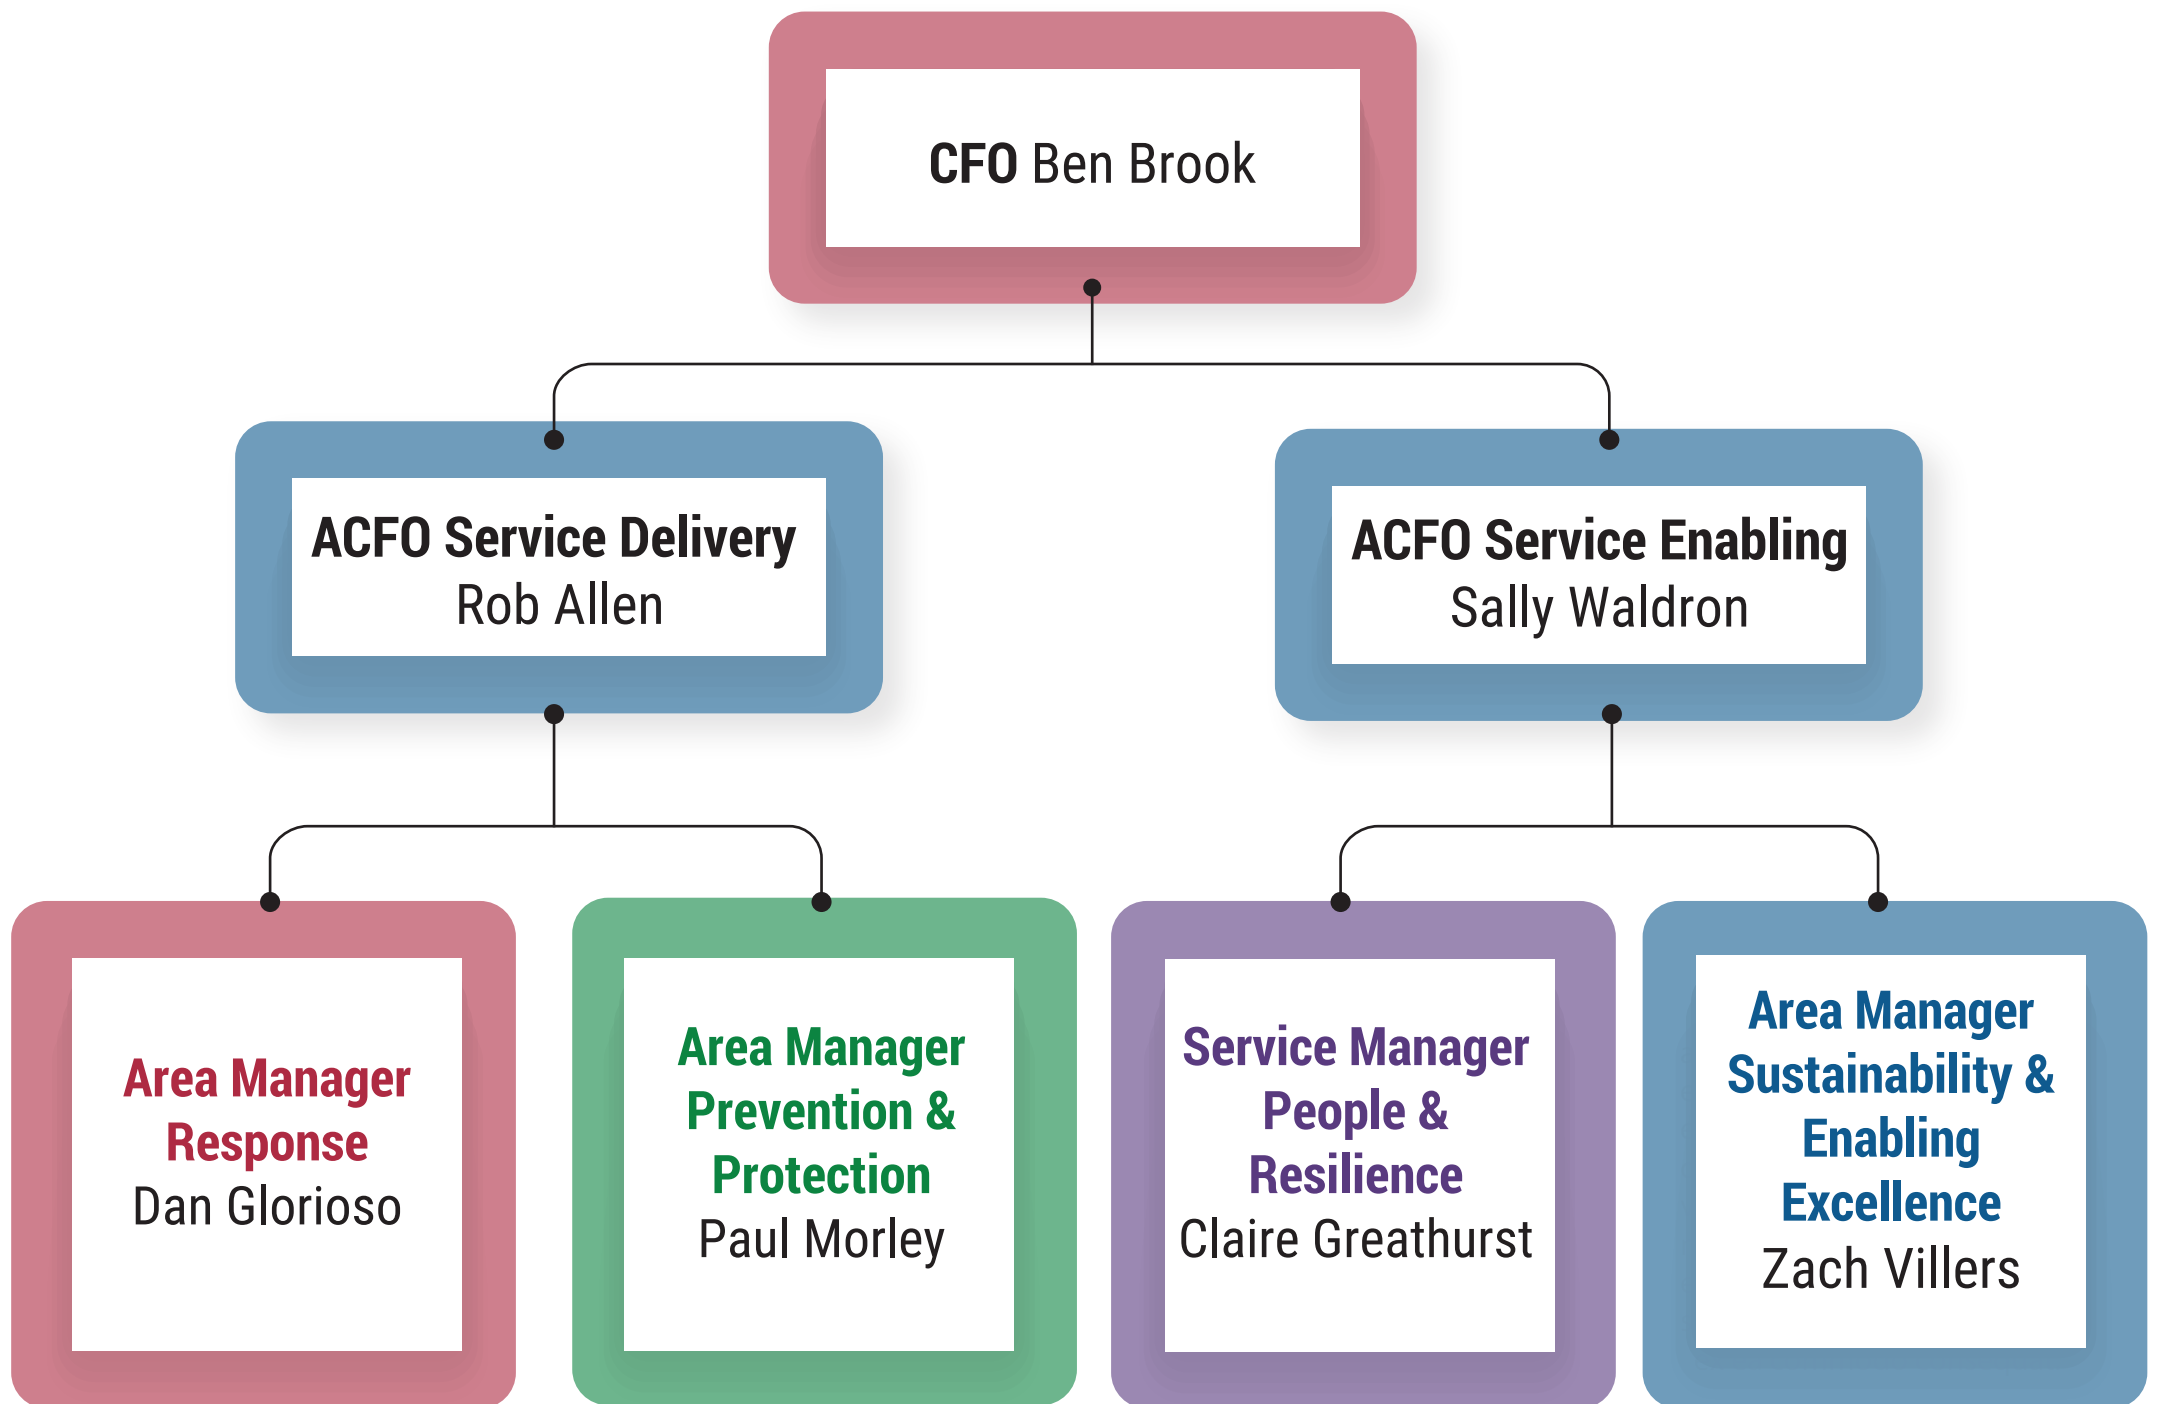 CFO Ben Brook
ACFO Service Delivery
Rob Allen
ACFO Service Enabling
Sally Waldron
Area Manager
Response
Dan Glorioso
Area Manager
Prevention &
Protection
Paul Morley
Service Manager
People &
Resilience
Claire Greathurst
Area Manager
Sustainability &
Enabling
Excellence
Zach Villers